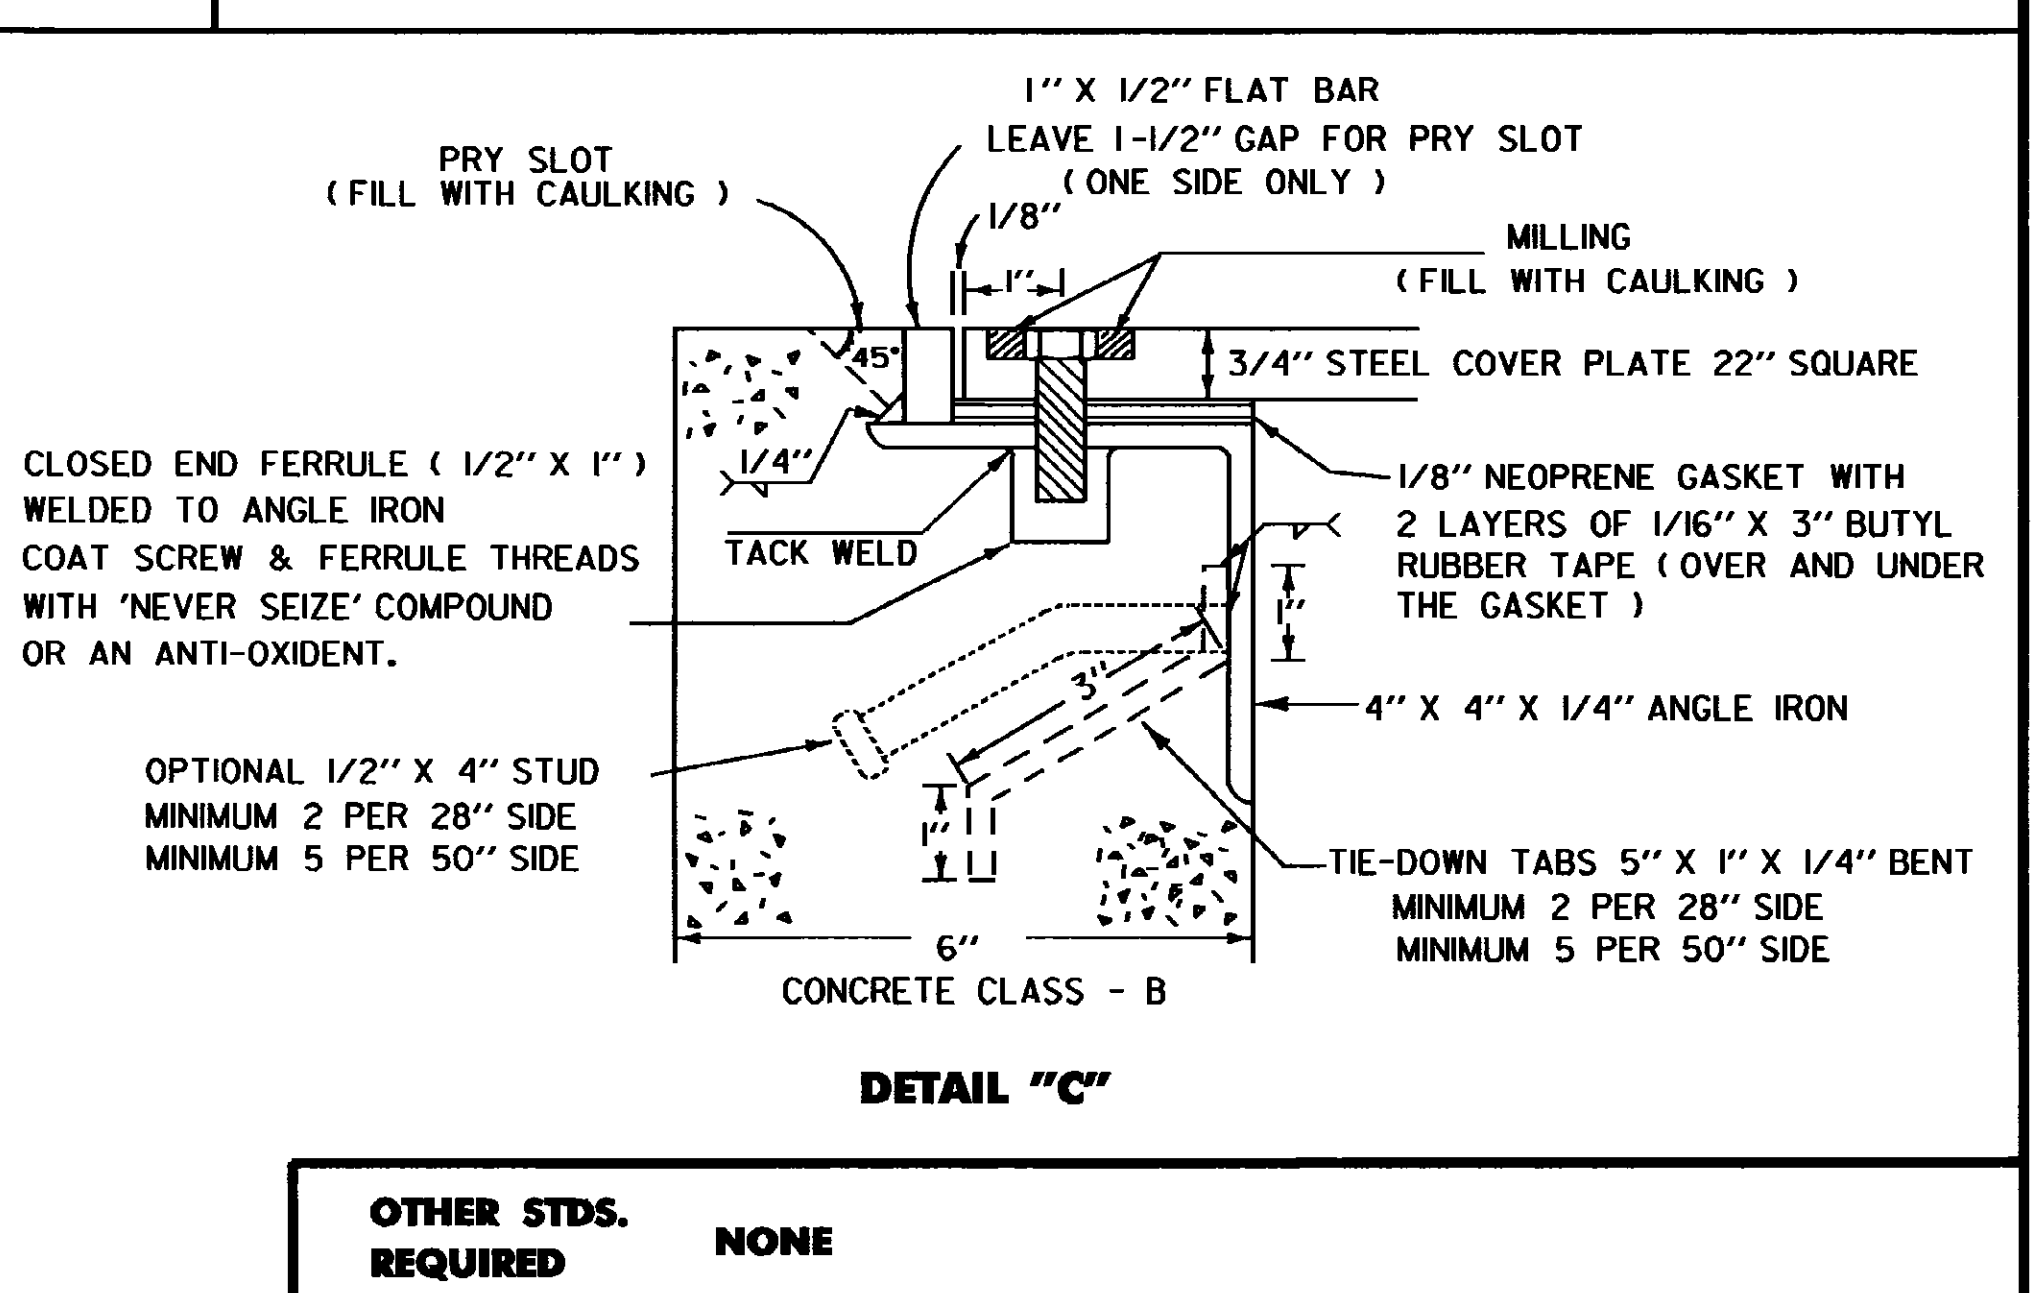 1" X 1/2" FLAT BAR
LEAVE 1-1/2" GAP FOR PRY SLOT
( ONE SIDE ONLY )
PRY SLOT
( FILL WITH CAULKING )
1/8"
MILLING
( FILL WITH CAULKING )
1"
45°
3/4" STEEL COVER PLATE 22" SQUARE
CLOSED END FERRULE ( 1/2" X 1" )
WELDED TO ANGLE IRON
COAT SCREW & FERRULE THREADS
WITH 'NEVER SEIZE' COMPOUND
OR AN ANTI-OXIDENT.
1/4"
TACK WELD
1/8" NEOPRENE GASKET WITH
2 LAYERS OF 1/16" X 3" BUTYL
RUBBER TAPE ( OVER AND UNDER
THE GASKET )
1"
3"
4" X 4" X 1/4" ANGLE IRON
OPTIONAL 1/2" X 4" STUD
MINIMUM 2 PER 28" SIDE
MINIMUM 5 PER 50" SIDE
1"
TIE-DOWN TABS 5" X 1" X 1/4" BENT
MINIMUM 2 PER 28" SIDE
MINIMUM 5 PER 50" SIDE
6"
CONCRETE CLASS - B
DETAIL "C"
OTHER STDS.
REQUIRED
NONE